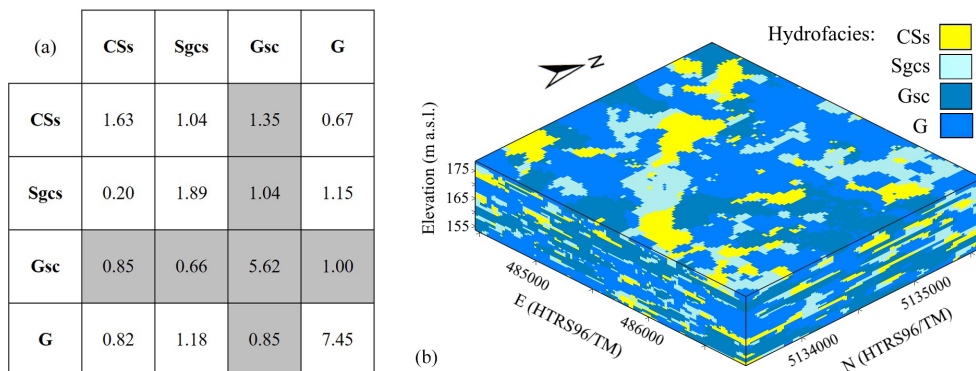 (a) CSs Sgcs Gsc G
CSs 1.63 1.04 1.35 0.67
Sgcs 0.20 1.89 1.04 1.15
Gsc 0.85 0.66 5.62 1.00
G 0.82 1.18 0.85 7.45
(b)
Hydrofacies: CSs
Sgcs
Gsc
G
N
Elevation (m a.s.l.)
175
165
155
485000
486000
E (HTRS96/TM)
5134000
5135000
N (HTRS96/TM)